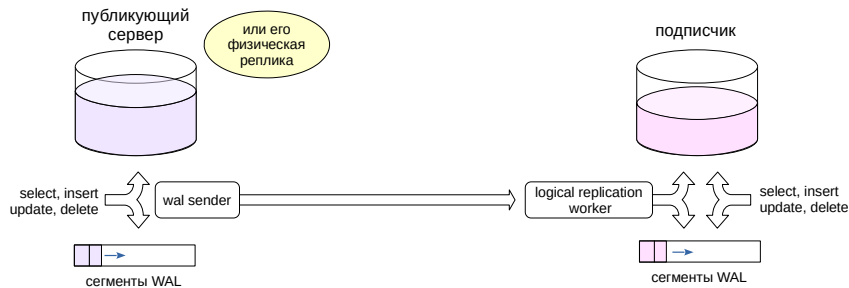 публикующий
сервер
или его
физическая
реплика
подписчик
select, insert
update, delete
wal sender
logical replication
worker
select, insert
update, delete
сегменты WAL
сегменты WAL